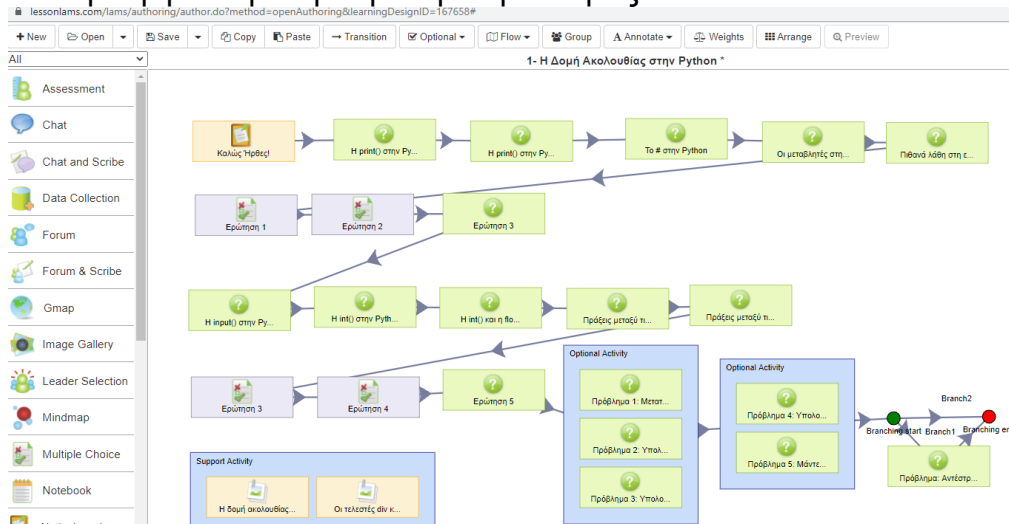 lessonlams.com/lams/authoring/author.do?method=openAuthoring&learningDesignID=167658#
+ New Open Save Copy Paste → Transition Optional Flow Group A Annotate Weights Arrange Preview
All
1- Η Δομή Ακολουθίας στην Python *
Assessment
Chat
Chat and Scribe
Data Collection
Forum
Forum & Scribe
Gmap
Image Gallery
Leader Selection
Mindmap
Multiple Choice
Notebook
Καλώς Ήρθες!
Η print() στην Py...
Η print() στην Py...
Το # στην Python
Οι μεταβλητές στη...
Πιθανά λάθη στη ε...
Ερώτηση 1
Ερώτηση 2
Ερώτηση 3
Η input() στην Py...
Η int() στην Pyth...
Η int() και η flo...
Πράξεις μεταξύ τι...
Πράξεις μεταξύ τι...
Ερώτηση 3
Ερώτηση 4
Ερώτηση 5
Optional Activity
Πρόβλημα 1: Μετατ...
Πρόβλημα 2: Υπολ...
Πρόβλημα 3: Υπολο...
Optional Activity
Πρόβλημα 4: Υπολο...
Πρόβλημα 5: Μάντε...
Branch2
Branching start Branch1 Branching en
Πρόβλημα: Αντέστρ...
Support Activity
Η δομή ακολουθίας...
Οι τελεστές div κ...